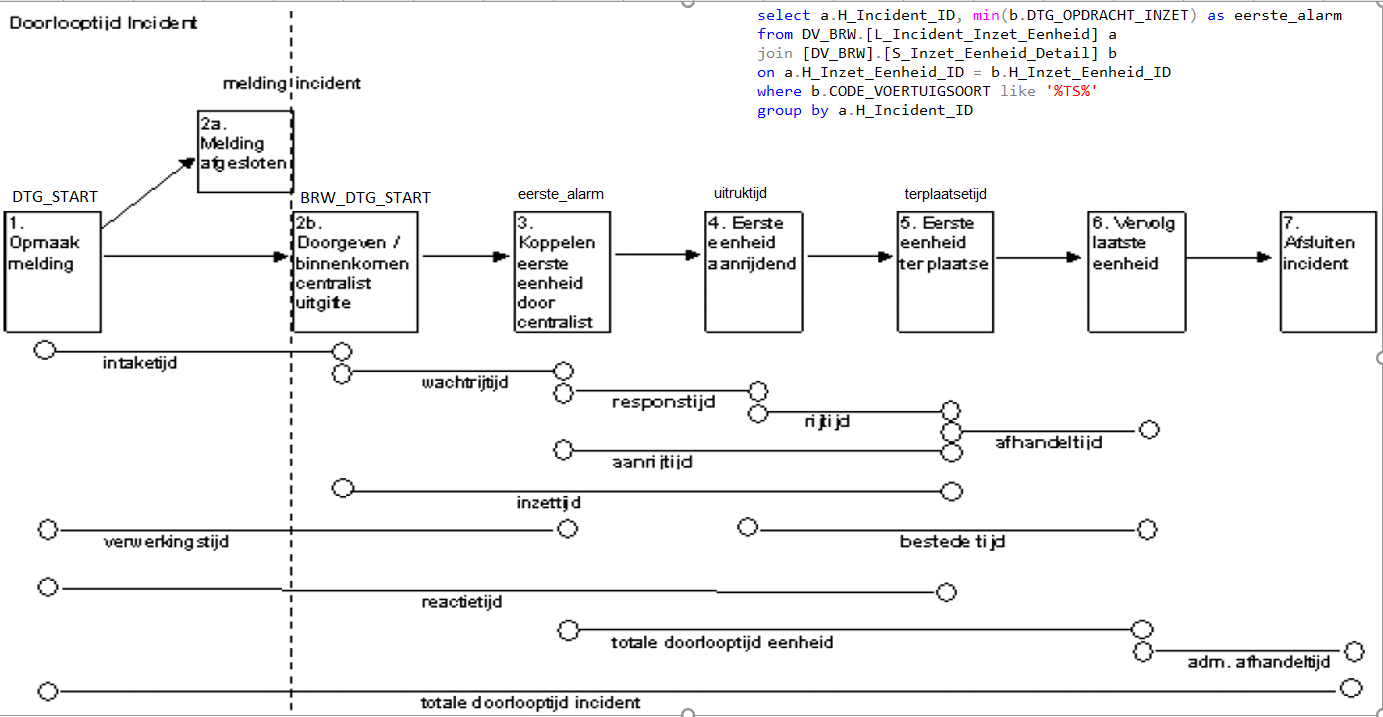 Doorlooptijd Incident
select a.H_Incident_ID, min(b.DTG_OPDRACHT_INZET) as eerste_alarm
from DV_BRW.[L_Incident_Inzet_Eenheid] a
join [DV_BRW].[S_Inzet_Eenheid_Detail] b
on a.H_Inzet_Eenheid_ID = b.H_Inzet_Eenheid_ID
where b.CODE_VOERTUIGSOORT like '%TS%'
group by a.H_Incident_ID
melding incident
2a.
Melding
afgesloten
DTG_START
BRW_DTG_START
eerste_alarm
uitruktijd
terplaatsetijd
1.
Opmaak
melding
2b.
Doorgeven /
binnenkomen
centralist
uitgifte
3.
Koppelen
eerste
eenheid
door
centralist
4. Eerste
eenheid
aanrijdend
5. Eerste
eenheid
ter plaatse
6. Vervolg
laatste
eenheid
7.
Afsluiten
incident
intaketijd
wachtrijtijd
responstijd
rijtijd
afhandeltijd
aanrijtijd
inzettijd
verwerkingstijd
bestede tijd
reactietijd
totale doorlooptijd eenheid
adm. afhandeltijd
totale doorlooptijd incident